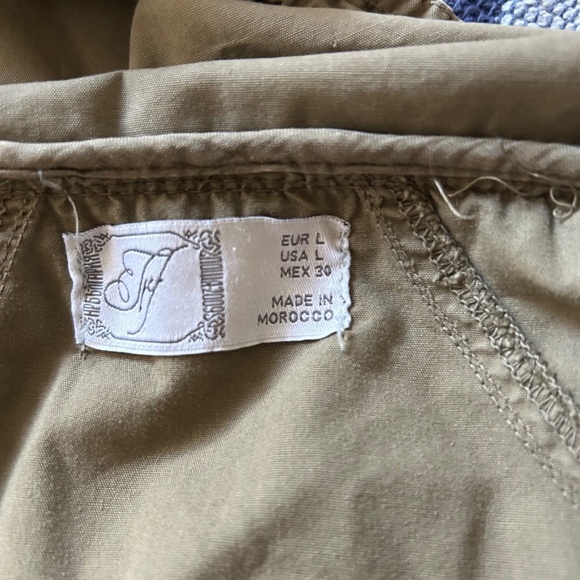 EUR L
USA L
MEX 30
MADE IN
MOROCCO